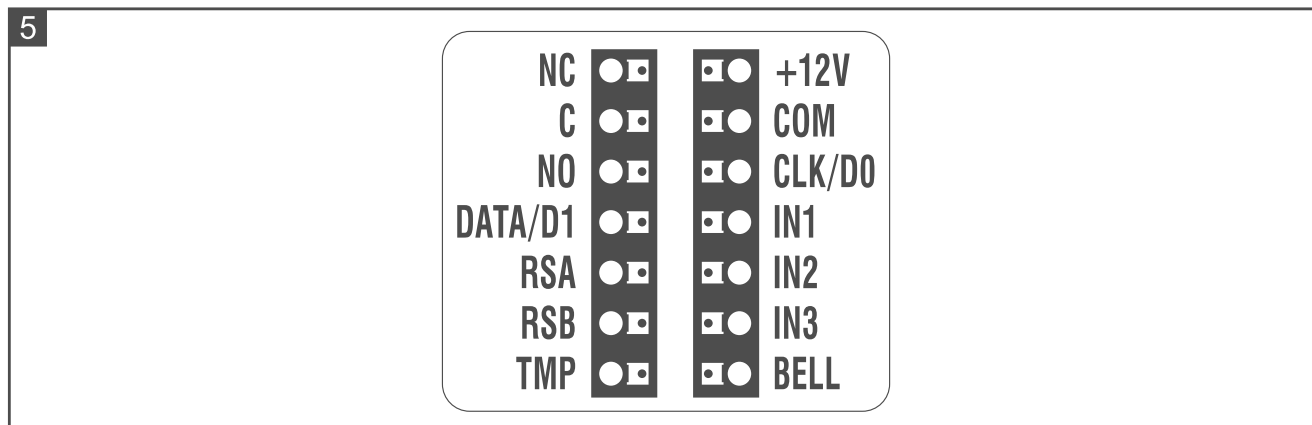 5
NC +12V
C COM
NO CLK/D0
DATA/D1 IN1
RSA IN2
RSB IN3
TMP BELL